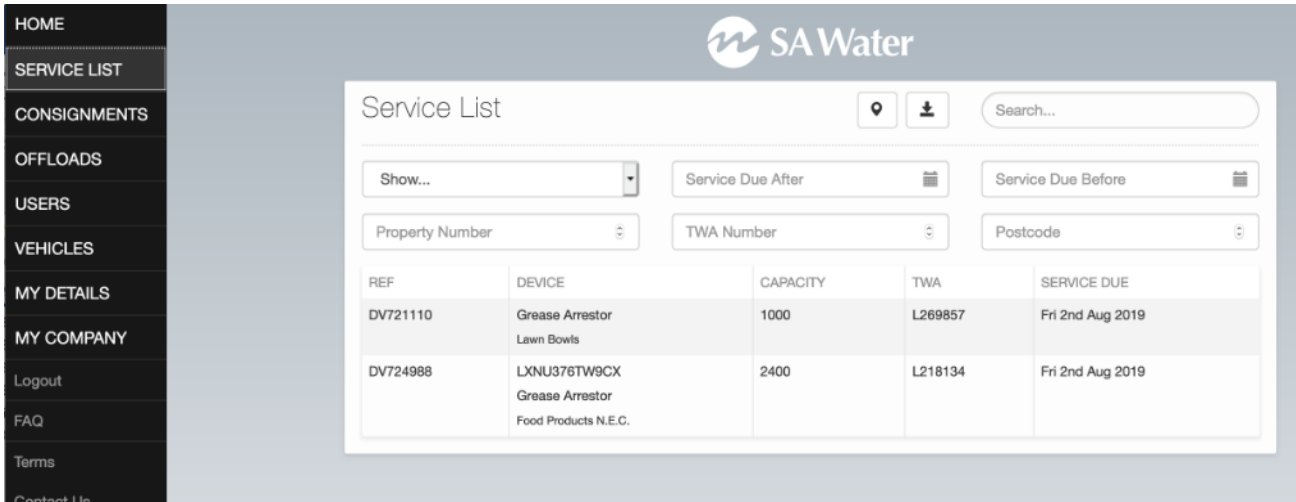 HOME
SERVICE LIST
CONSIGNMENTS
OFFLOADS
USERS
VEHICLES
MY DETAILS
MY COMPANY
Logout
FAQ
Terms
Contact Us
SA Water
Service List
Search...
Show...
Service Due After
Service Due Before
Property Number
TWA Number
Postcode
REF DEVICE CAPACITY TWA SERVICE DUE
DV721110 Grease Arrestor 1000 L269857 Fri 2nd Aug 2019
Lawn Bowls
DV724988 LXNU376TW9CX 2400 L218134 Fri 2nd Aug 2019
Grease Arrestor
Food Products N.E.C.